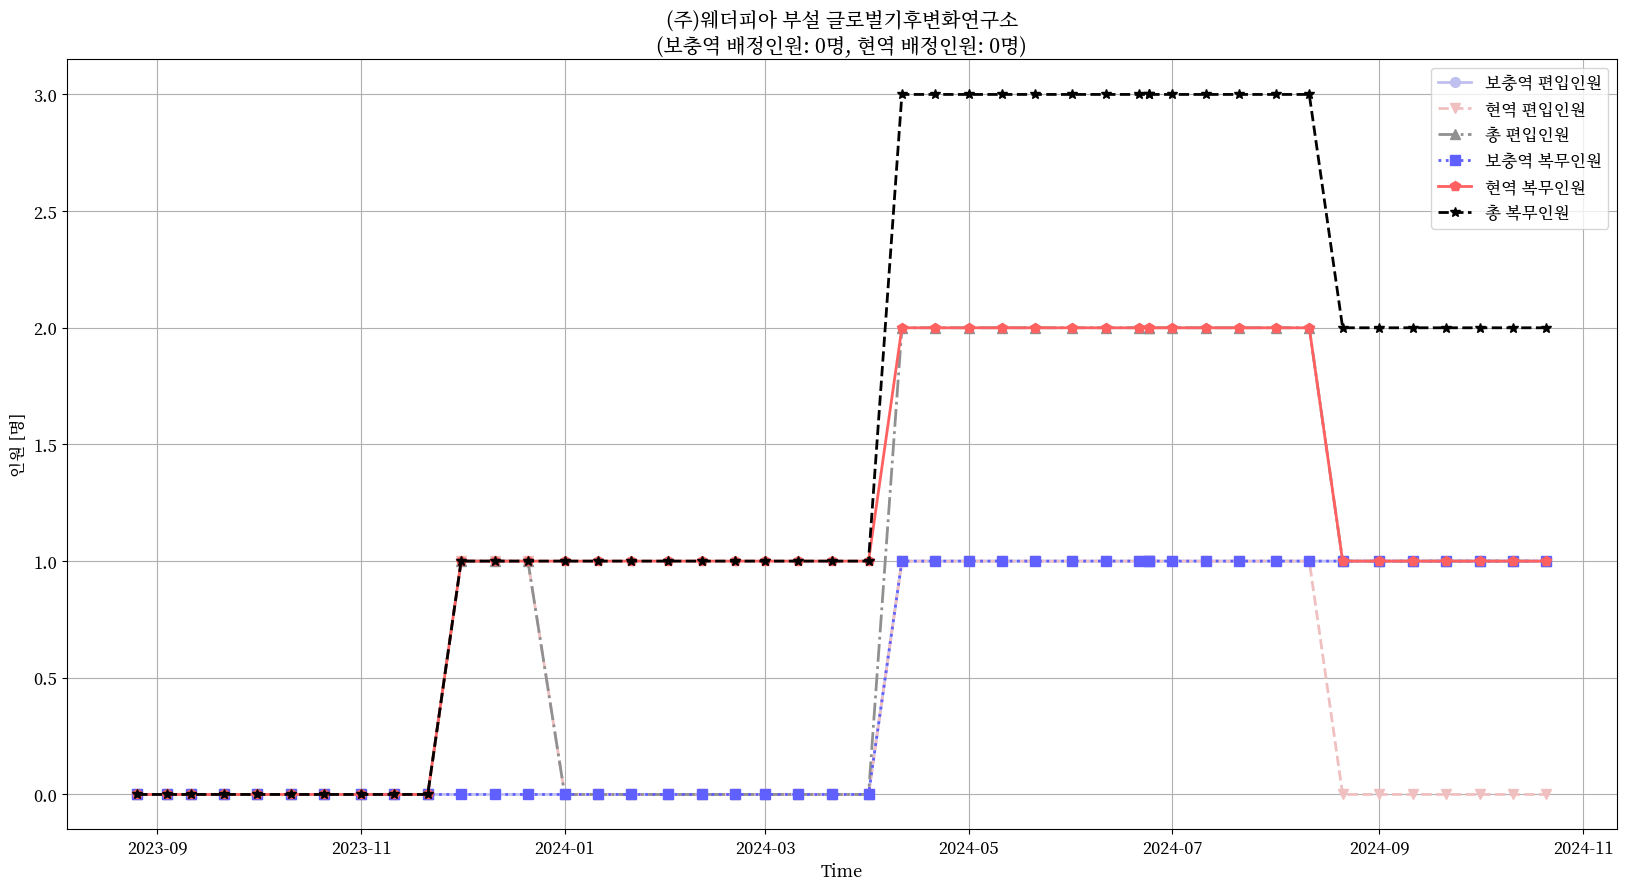 (주)웨더피아 부설 글로벌기후변화연구소
(보충역 배정인원: 0명, 현역 배정인원: 0명)
보충역 편입인원
현역 편입인원
총 편입인원
보충역 복무인원
현역 복무인원
총 복무인원
인원 [명]
3.0
2.5
2.0
1.5
1.0
0.5
0.0
2023-09
2023-11
2024-01
2024-03
2024-05
2024-07
2024-09
2024-11
Time